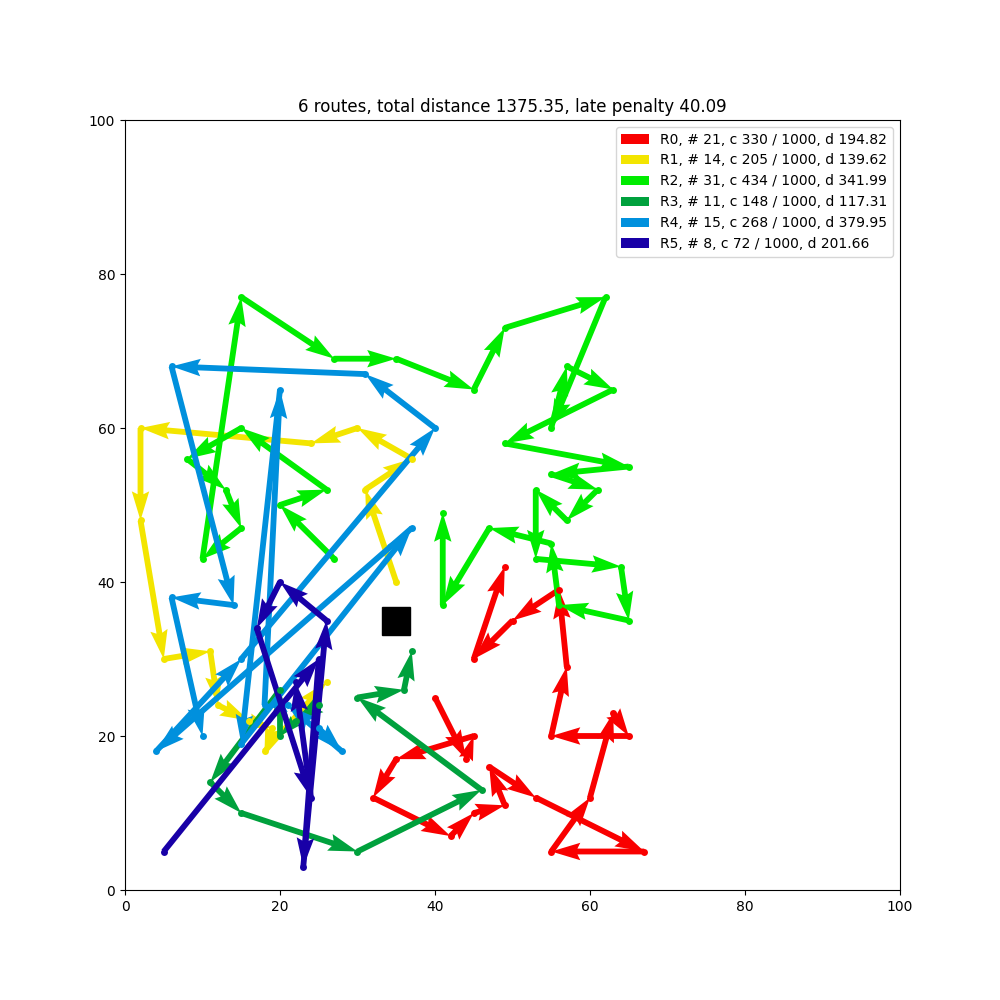 6 routes, total distance 1375.35, late penalty 40.09
100
R0, # 21, c 330 / 1000, d 194.82
R1, # 14, c 205 / 1000, d 139.62
R2, # 31, c 434 / 1000, d 341.99
R3, # 11, c 148 / 1000, d 117.31
R4, # 15, c 268 / 1000, d 379.95
R5, # 8, c 72 / 1000, d 201.66
80
60
40
20
0
0 20 40 60 80 100